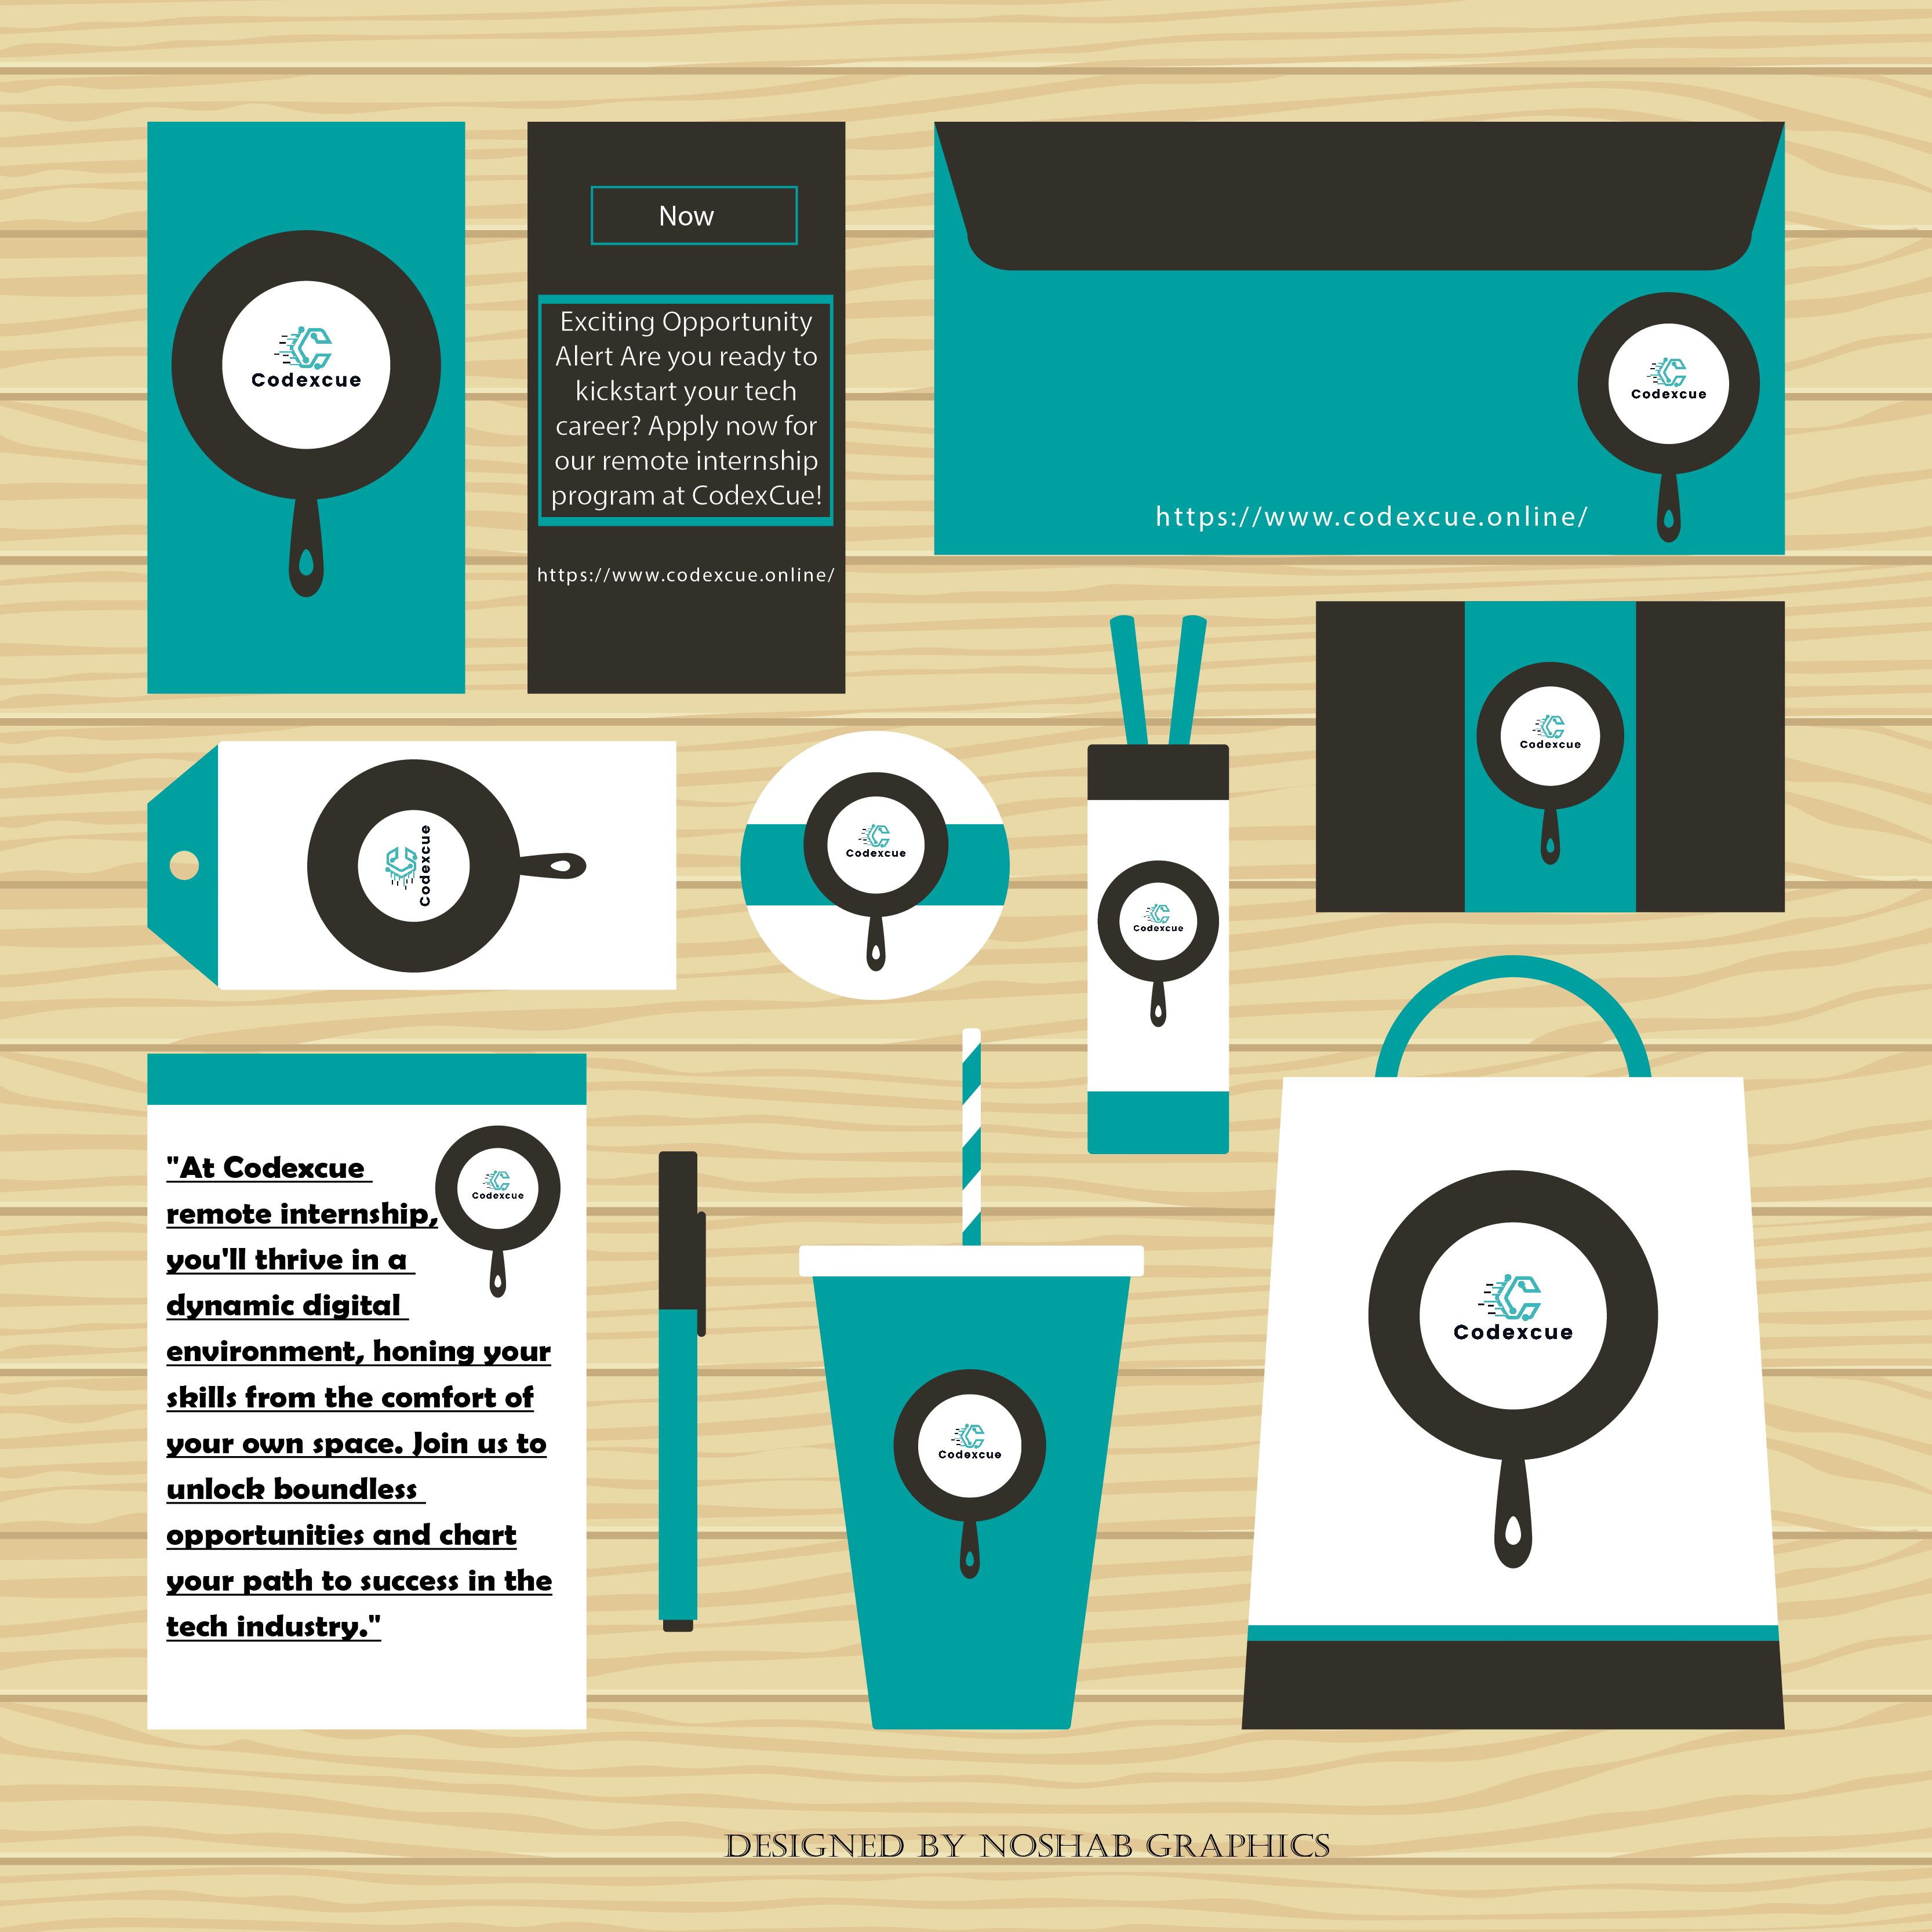 Codexcue
Now
Exciting Opportunity
Alert Are you ready to
kickstart your tech
career? Apply now for
our remote internship
program at CodexCue!
https://www.codexcue.online/
Codexcue
https://www.codexcue.online/
Codexcue
Codexcue
Codexcue
Codexcue
"At Codexcue
remote internship,
you'll thrive in a
dynamic digital
environment, honing your
skills from the comfort of
your own space. Join us to
unlock boundless
opportunities and chart
your path to success in the
tech industry."
Codexcue
Codexcue
Codexcue
DESIGNED BY NOSHAB GRAPHICS